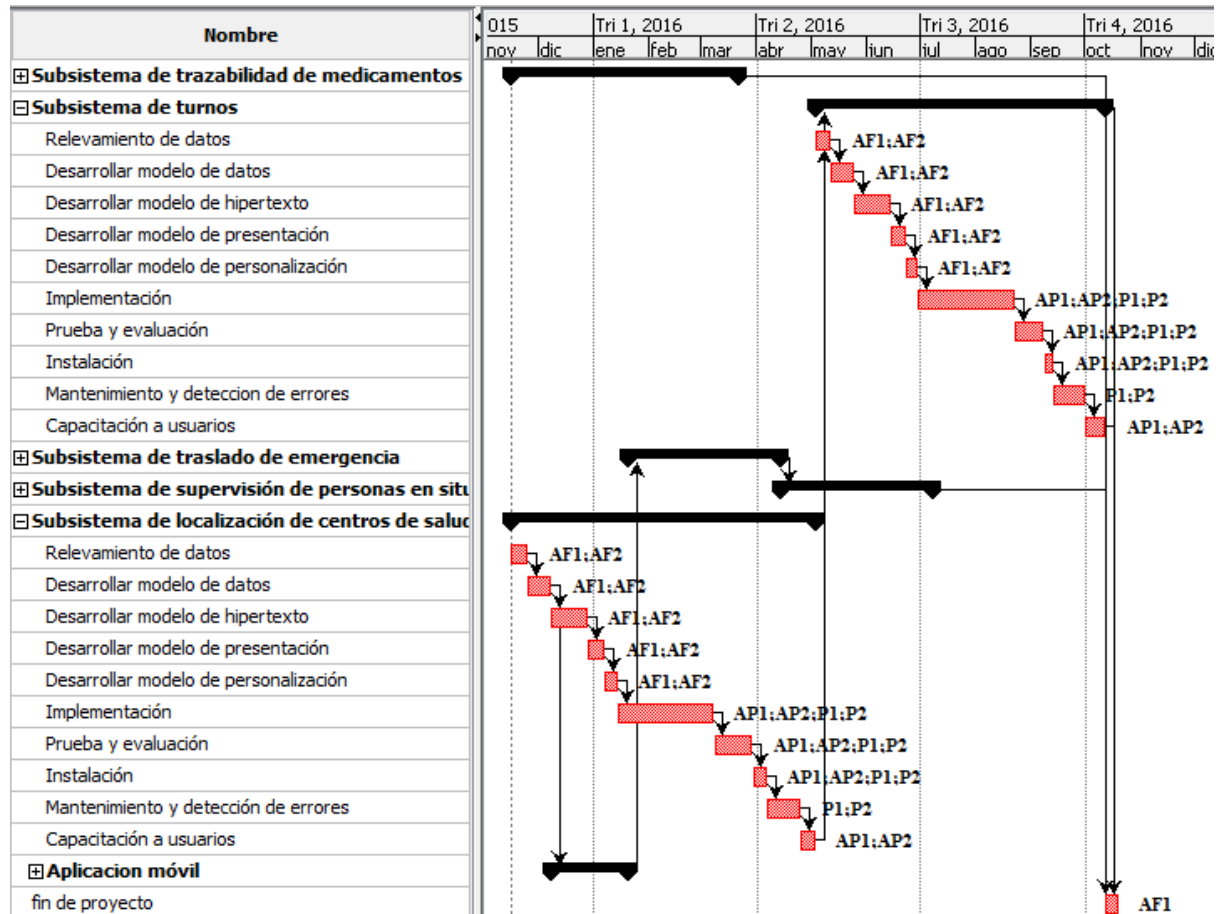 Nombre
015 Tri 1, 2016 Tri 2, 2016 Tri 3, 2016 Tri 4, 2016
nov dic ene feb mar abr may jun jul ago sep oct nov dic
Subsistema de trazabilidad de medicamentos
Subsistema de turnos
Relevamiento de datos AF1;AF2
Desarrollar modelo de datos AF1;AF2
Desarrollar modelo de hipertexto AF1;AF2
Desarrollar modelo de presentación AF1;AF2
Desarrollar modelo de personalización AF1;AF2
Implementación AP1;AP2;P1;P2
Prueba y evaluación AP1;AP2;P1;P2
Instalación AP1;AP2;P1;P2
Mantenimiento y deteccion de errores P1;P2
Capacitación a usuarios AP1;AP2
Subsistema de traslado de emergencia
Subsistema de supervisión de personas en situ
Subsistema de localización de centros de saluc
Relevamiento de datos AF1;AF2
Desarrollar modelo de datos AF1;AF2
Desarrollar modelo de hipertexto AF1;AF2
Desarrollar modelo de presentación AF1;AF2
Desarrollar modelo de personalización AF1;AF2
Implementación AP1;AP2;P1;P2
Prueba y evaluación AP1;AP2;P1;P2
Instalación AP1;AP2;P1;P2
Mantenimiento y detección de errores P1;P2
Capacitación a usuarios AP1;AP2
Aplicacion móvil
fin de proyecto AF1